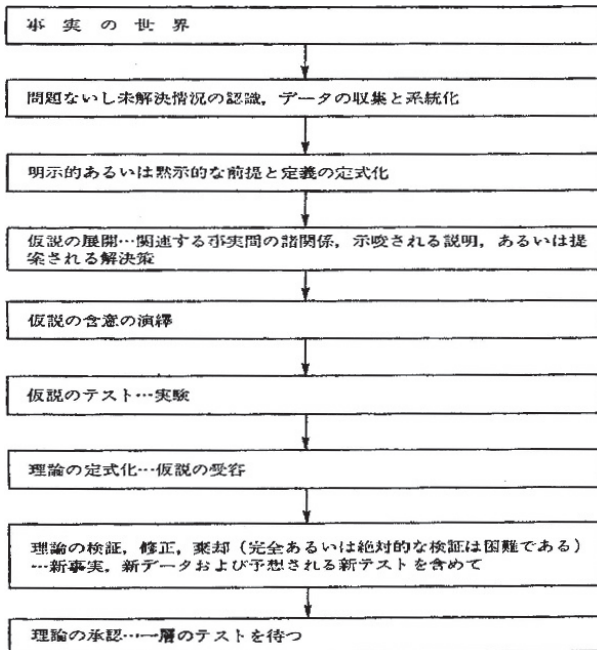 事実の世界
問題ないし未解決情況の認識，データの収集と系統化
明示的あるいは黙示的な前提と定義の定式化
仮説の展開…関連する事実間の諸関係，示唆される説明，あるいは提
案される解決策
仮説の含意の演繹
仮説のテスト…実験
理論の定式化…仮説の受容
理論の検証，修正，棄却（完全あるいは絶対的な検証は困難である）
…新事実，新データおよび予想される新テストを含めて
理論の承認…一層のテストを待つ